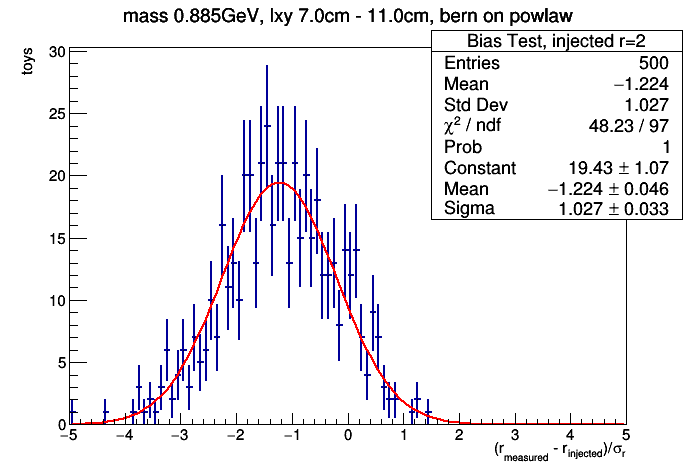 mass 0.885GeV, lxy 7.0cm - 11.0cm, bern on powlaw
Bias Test, injected r=2
Entries 500
Mean −1.224
Std Dev 1.027
χ² / ndf 48.23 / 97
Prob 1
Constant 19.43 ± 1.07
Mean −1.224 ± 0.046
Sigma 1.027 ± 0.033
toys
30
25
20
15
10
5
0
−5 −4 −3 −2 −1 0 1 2 3 4 5
(r_measured - r_injected)/σ_r